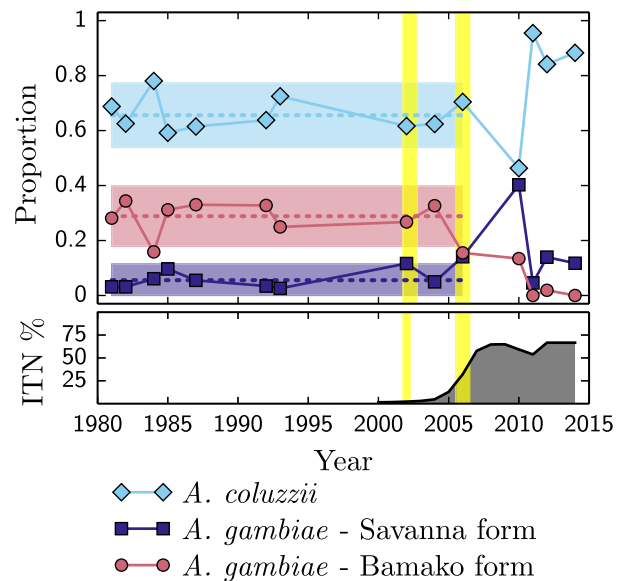 1
0.8
0.6
0.4
0.2
0
Proportion
75
50
25
ITN %
1980 1985 1990 1995 2000 2005 2010 2015
Year
A. coluzzii
A. gambiae - Savanna form
A. gambiae - Bamako form